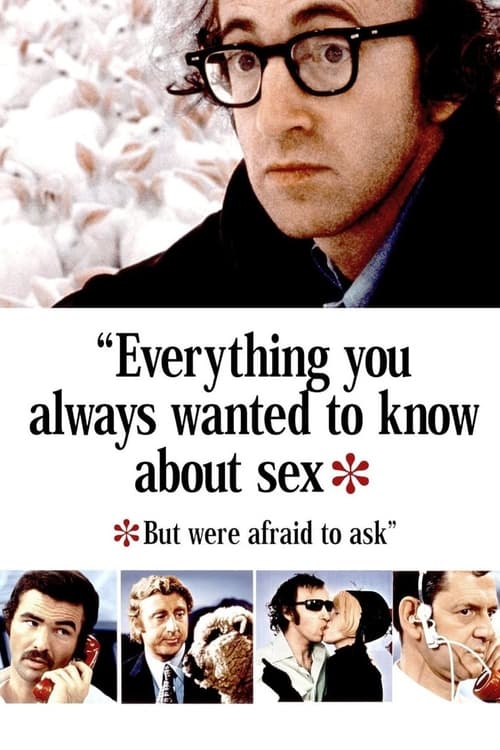 “Everything you
always wanted to know
about sex*
*But were afraid to ask”